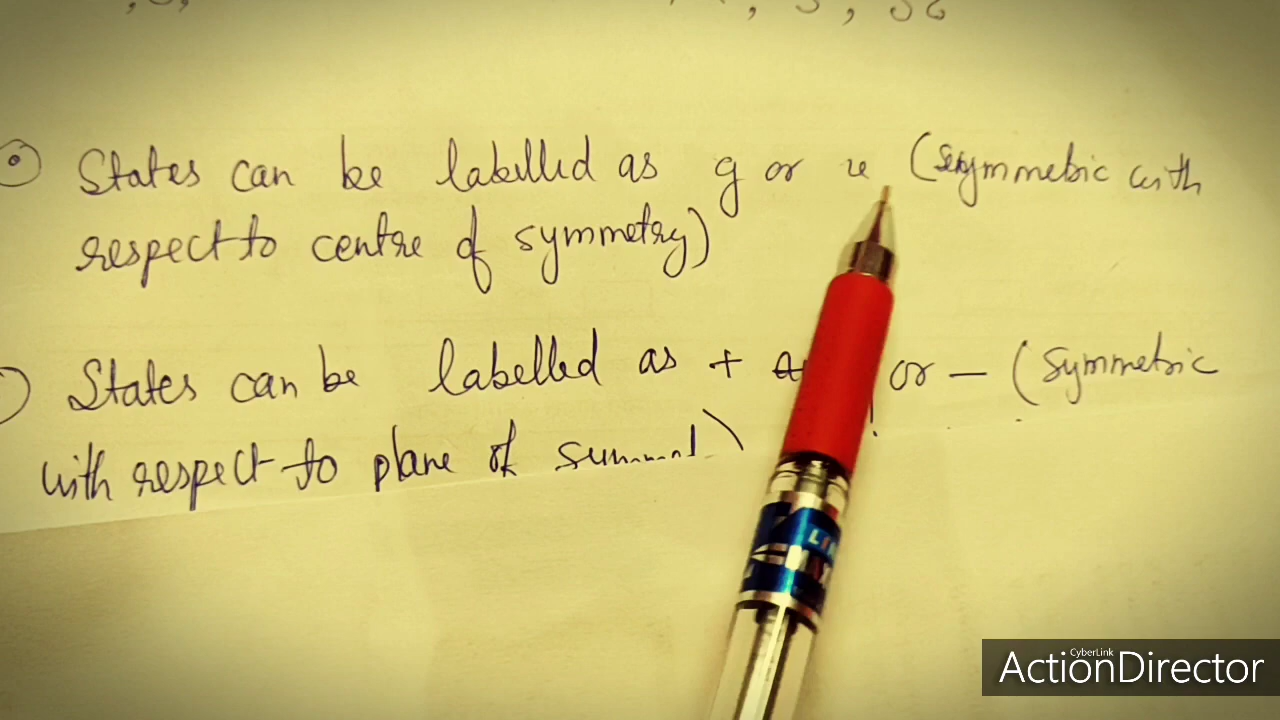 States can be labelled as g or u (symmetric with
respect to centre of symmetry)
States can be labelled as + or — (symmetric
with respect to plane of
CyberLink
ActionDirector